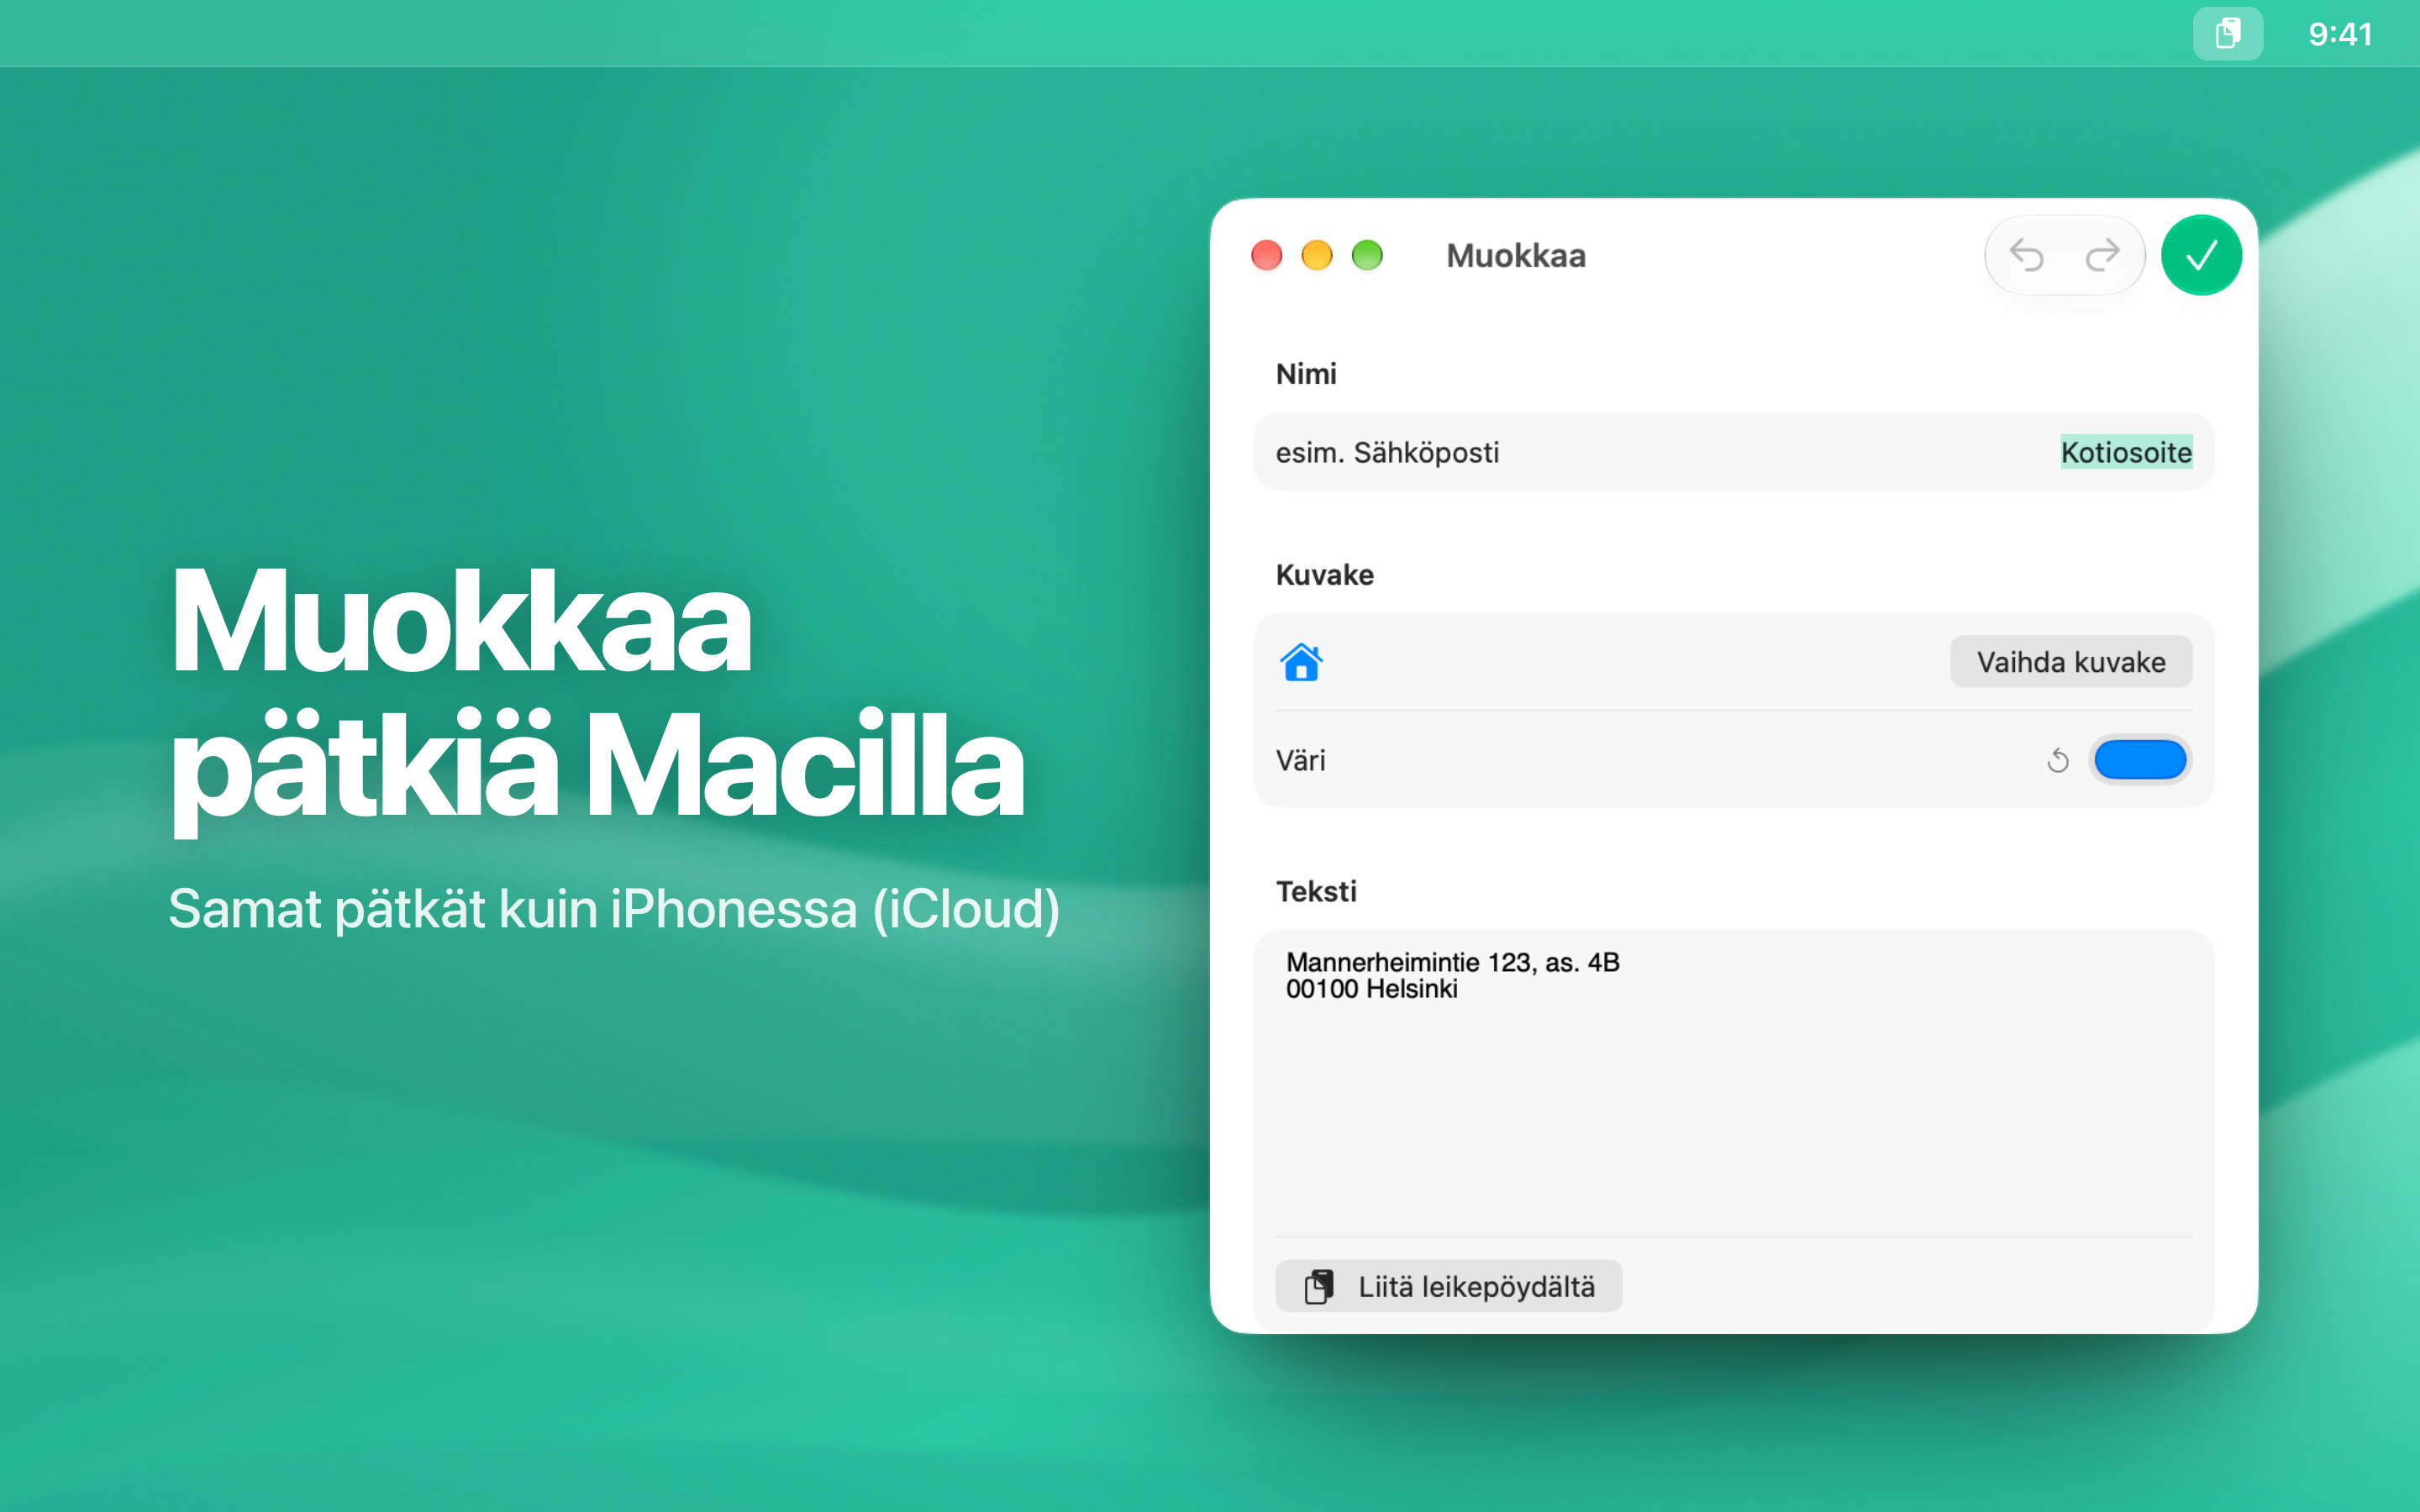 9:41
Muokkaa
pätkiä Macilla
Samat pätkät kuin iPhonessa (iCloud)
Muokkaa
Nimi
esim. Sähköposti
Kotiosoite
Kuvake
Vaihda kuvake
Väri
Teksti
Mannerheimintie 123, as. 4B
00100 Helsinki
Liitä leikepöydältä